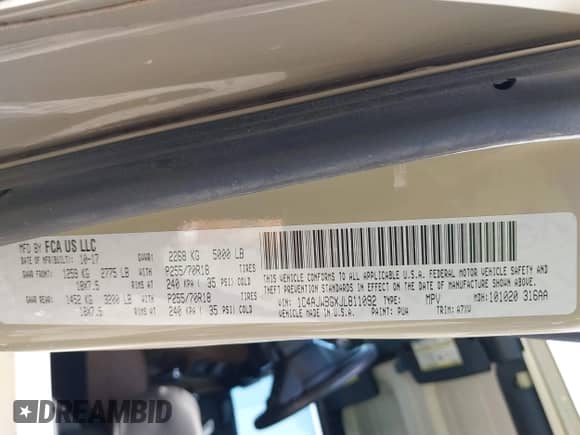 MFD BY FCA US LLC
DATE OF MFR(BUILT): 10-17 GVWR: 2268 KG 5000 LB
GAWR FRONT: 1259 KG 2775 LB WITH P255/70R18 TIRES
18X7.5 RIMS AT 240 KPA ( 35 PSI) COLD
GAWR REAR: 1452 KG 3200 LB WITH P255/70R18 TIRES
18X7.5 RIMS AT 240 KPA ( 35 PSI) COLD
THIS VEHICLE CONFORMS TO ALL APPLICABLE FEDERAL MOTOR VEHICLE SAFETY
AND THEFT PREVENTION STANDARDS IN EFFECT ON THE DATE OF MFR SHOWN ABOVE.
VIN: 1C4AJWBGXJL811092 TYPE: MPV MDH: 101020 316AA
VEHICLE MADE IN U.S.A. PAINT: PUA TRIM: A7XV
DREAMBID